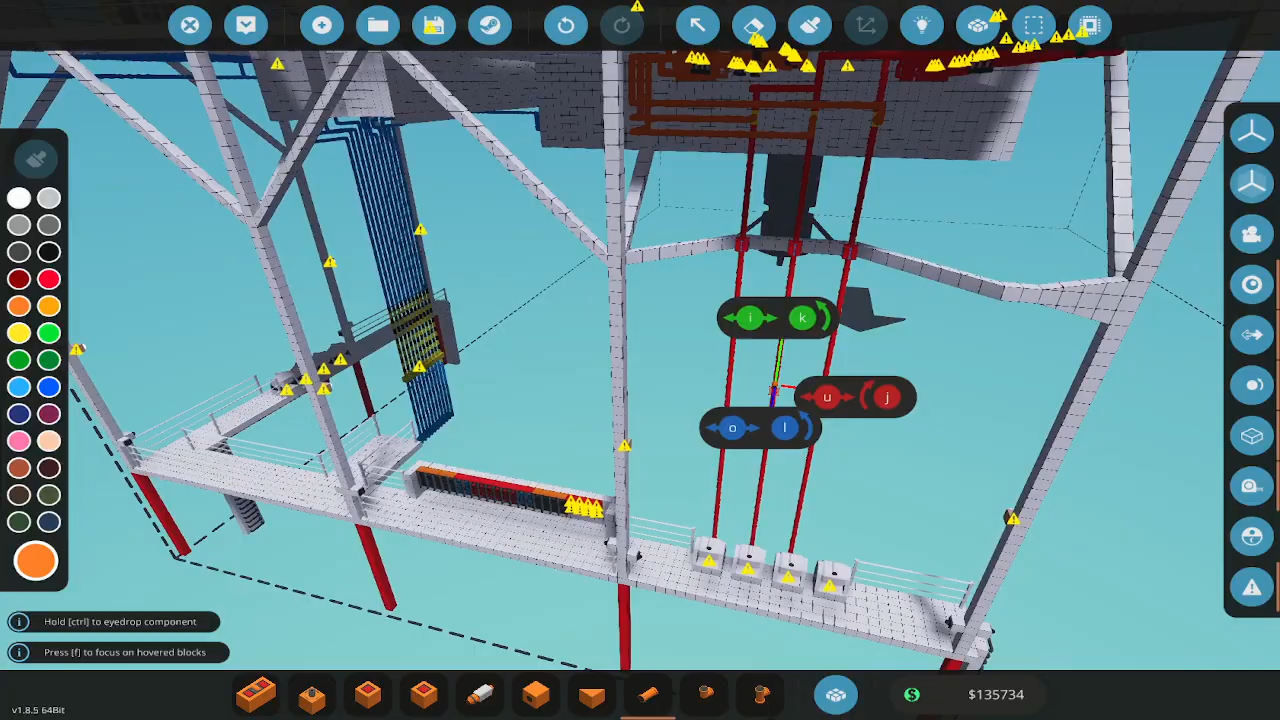 i k
u j
o l
Hold [ctrl] to eyedrop component
Press [f] to focus on hovered blocks
$ $135734
v1.8.5 64Bit